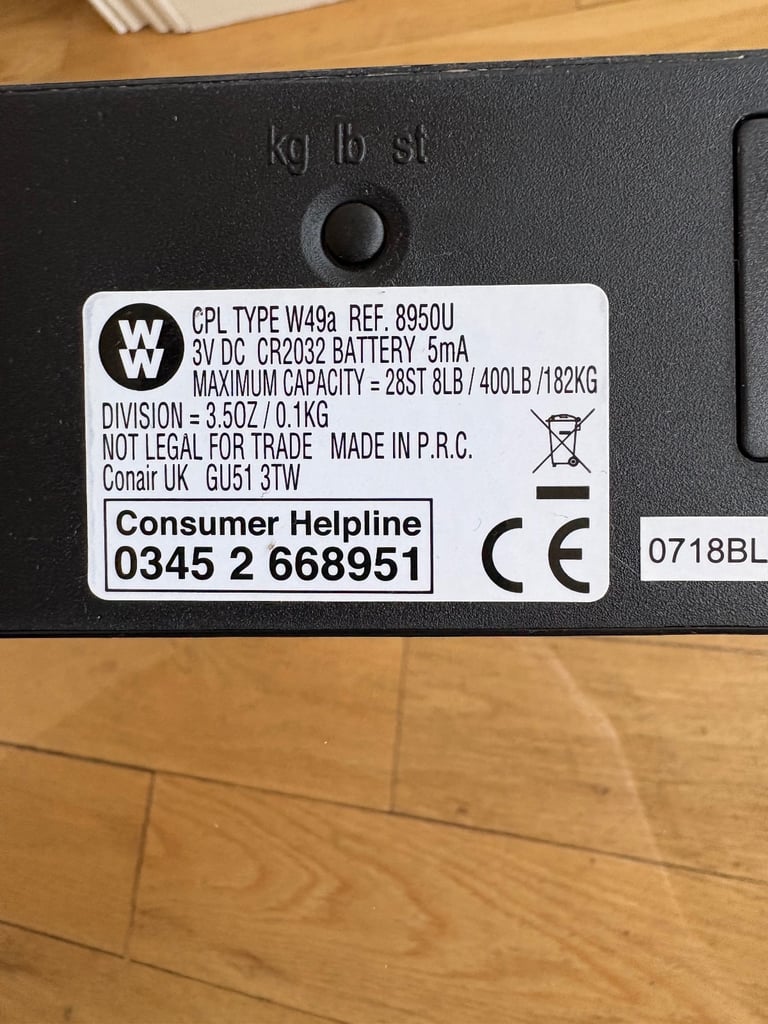 kg lb st
W
W
CPL TYPE W49a REF. 8950U
3V DC CR2032 BATTERY 5mA
MAXIMUM CAPACITY = 28ST 8LB / 400LB /182KG
DIVISION = 3.5OZ / 0.1KG
NOT LEGAL FOR TRADE MADE IN P.R.C.
Conair UK GU51 3TW
Consumer Helpline
0345 2 668951
CE
0718BL